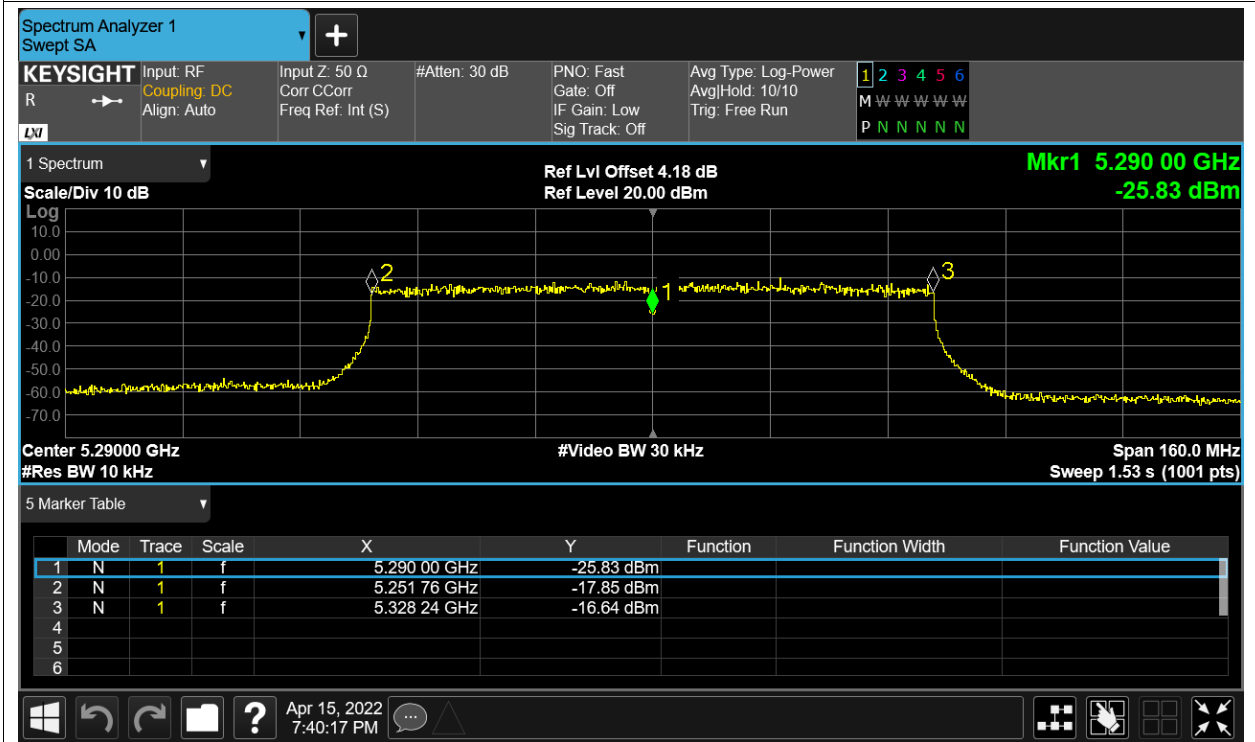 Spectrum Analyzer 1
Swept SA
+
KEYSIGHT Input: RF Input Z: 50 Ω #Atten: 30 dB PNO: Fast Avg Type: Log-Power 1 2 3 4 5 6
R Coupling: DC Corr CCorr Gate: Off Avg|Hold: 10/10 M W W W W W
Align: Auto Freq Ref: Int (S) IF Gain: Low Trig: Free Run
LXI Sig Track: Off P N N N N N
1 Spectrum Ref Lvl Offset 4.18 dB Mkr1 5.290 00 GHz
Scale/Div 10 dB Ref Level 20.00 dBm -25.83 dBm
Log
10.0
0.00
-10.0 2 3
-20.0 1
-30.0
-40.0
-50.0
-60.0
-70.0
Center 5.29000 GHz #Video BW 30 kHz Span 160.0 MHz
#Res BW 10 kHz Sweep 1.53 s (1001 pts)
5 Marker Table
Mode Trace Scale X Y Function Function Width Function Value
1 N 1 f 5.290 00 GHz -25.83 dBm
2 N 1 f 5.251 76 GHz -17.85 dBm
3 N 1 f 5.328 24 GHz -16.64 dBm
4
5
6
? Apr 15, 2022
7:40:17 PM